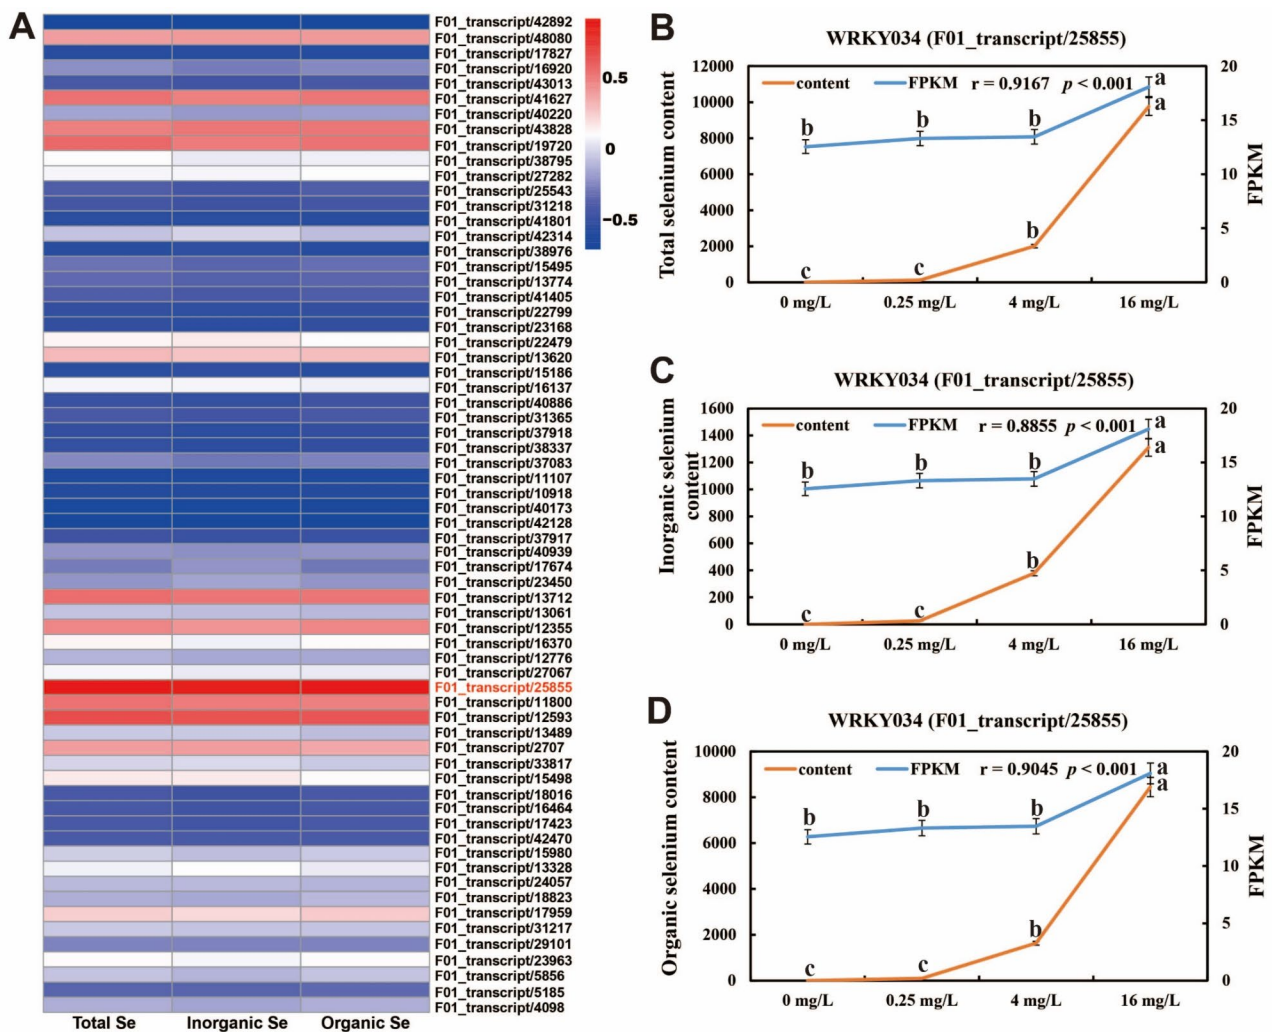 A
F01_transcript/42892
F01_transcript/48080
F01_transcript/17827
F01_transcript/16920
F01_transcript/43013
F01_transcript/41627
F01_transcript/40220
F01_transcript/43828
F01_transcript/19720
F01_transcript/38795
F01_transcript/27282
F01_transcript/25543
F01_transcript/31218
F01_transcript/41801
F01_transcript/42314
F01_transcript/38976
F01_transcript/15495
F01_transcript/13774
F01_transcript/41405
F01_transcript/22799
F01_transcript/23168
F01_transcript/22479
F01_transcript/13620
F01_transcript/15186
F01_transcript/16137
F01_transcript/40886
F01_transcript/31365
F01_transcript/37918
F01_transcript/38337
F01_transcript/37083
F01_transcript/11107
F01_transcript/10918
F01_transcript/40173
F01_transcript/42128
F01_transcript/37917
F01_transcript/40939
F01_transcript/17674
F01_transcript/23450
F01_transcript/13712
F01_transcript/13061
F01_transcript/12355
F01_transcript/16370
F01_transcript/12776
F01_transcript/27067
F01_transcript/25855
F01_transcript/11800
F01_transcript/12593
F01_transcript/13489
F01_transcript/2707
F01_transcript/33817
F01_transcript/15498
F01_transcript/18016
F01_transcript/16464
F01_transcript/17423
F01_transcript/42470
F01_transcript/15980
F01_transcript/13328
F01_transcript/24057
F01_transcript/18823
F01_transcript/17959
F01_transcript/31217
F01_transcript/29101
F01_transcript/23963
F01_transcript/5856
F01_transcript/5185
F01_transcript/4098
Total Se Inorganic Se Organic Se
0.5
0
−0.5
B
WRKY034 (F01_transcript/25855)
content FPKM r = 0.9167 p < 0.001
Total selenium content
12000
10000
8000
6000
4000
2000
0
FPKM
20
15
10
5
0
b b b a
a
c c b
0 mg/L 0.25 mg/L 4 mg/L 16 mg/L
C
WRKY034 (F01_transcript/25855)
content FPKM r = 0.8855 p < 0.001
Inorganic selenium
content
1600
1400
1200
1000
800
600
400
200
0
FPKM
20
15
10
5
0
b b b a
a
c c b
0 mg/L 0.25 mg/L 4 mg/L 16 mg/L
D
WRKY034 (F01_transcript/25855)
content FPKM r = 0.9045 p < 0.001
Organic selenium content
10000
8000
6000
4000
2000
0
FPKM
20
15
10
5
0
b b b a
a
c c b
0 mg/L 0.25 mg/L 4 mg/L 16 mg/L